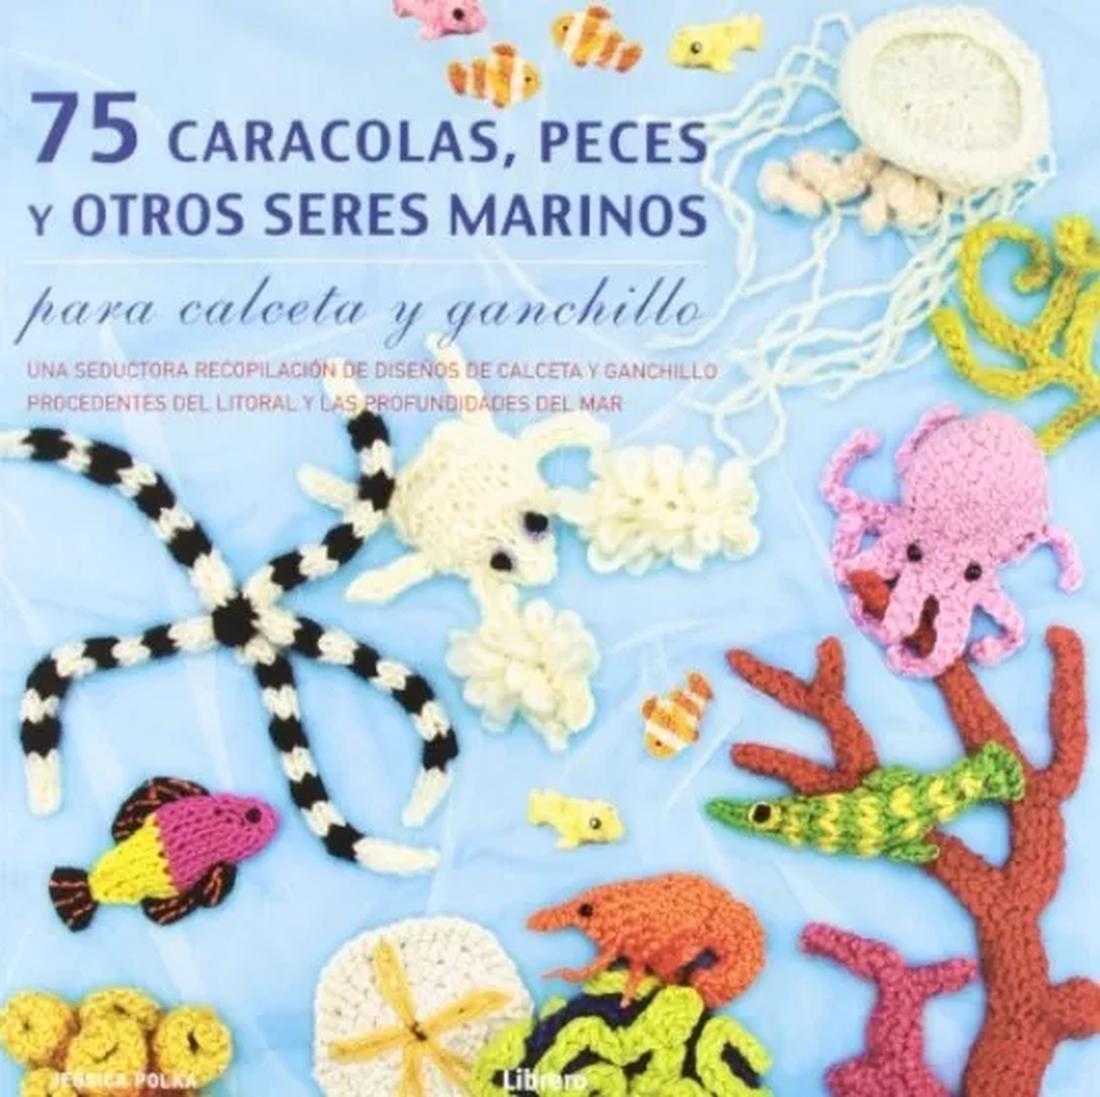 75 CARACOLAS, PECES
Y OTROS SERES MARINOS
para calceta y ganchillo
UNA SEDUCTORA RECOPILACIÓN DE DISEÑOS DE CALCETA Y GANCHILLO
PROCEDENTES DEL LITORAL Y LAS PROFUNDIDADES DEL MAR
JESSICA POLKA
Librero